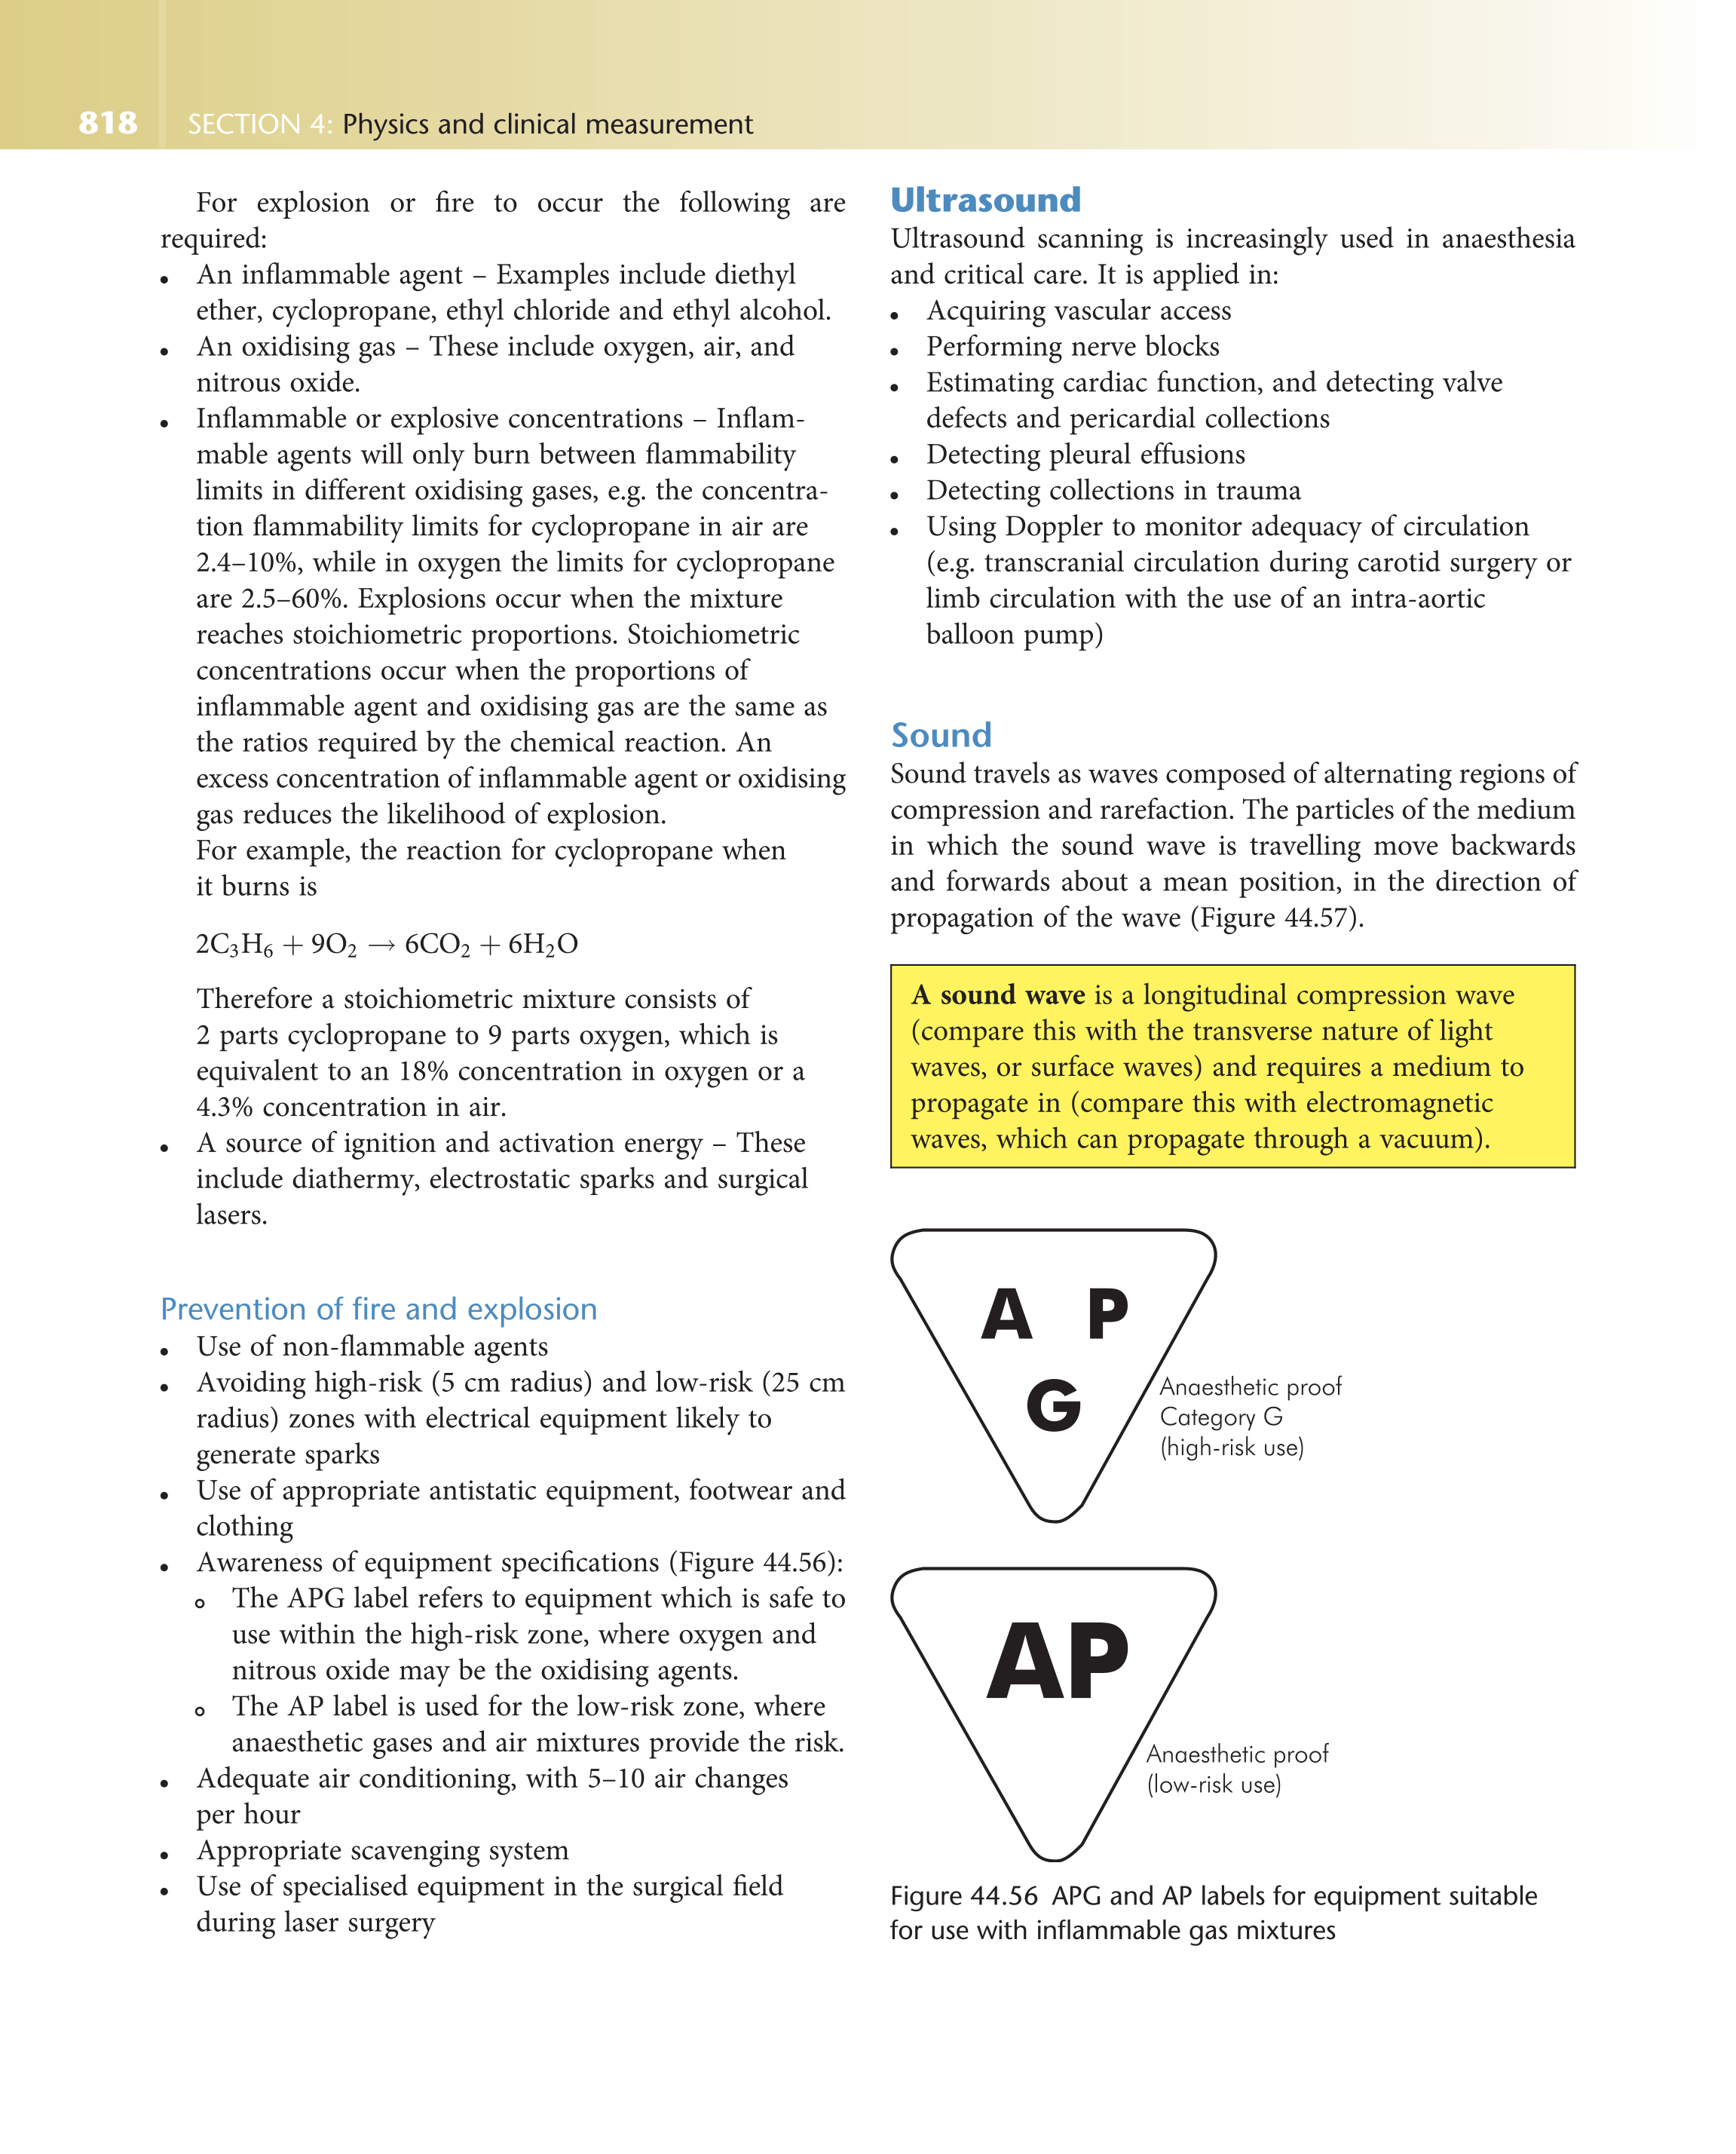 818
SECTION 4: Physics and clinical measurement
For explosion or fire to occur the following are
required:
• An inflammable agent – Examples include diethyl
ether, cyclopropane, ethyl chloride and ethyl alcohol.
• An oxidising gas – These include oxygen, air, and
nitrous oxide.
• Inflammable or explosive concentrations – Inflam-
mable agents will only burn between flammability
limits in different oxidising gases, e.g. the concentra-
tion flammability limits for cyclopropane in air are
2.4–10%, while in oxygen the limits for cyclopropane
are 2.5–60%. Explosions occur when the mixture
reaches stoichiometric proportions. Stoichiometric
concentrations occur when the proportions of
inflammable agent and oxidising gas are the same as
the ratios required by the chemical reaction. An
excess concentration of inflammable agent or oxidising
gas reduces the likelihood of explosion.
For example, the reaction for cyclopropane when
it burns is
2C₃H₆ + 9O₂ → 6CO₂ + 6H₂O
Therefore a stoichiometric mixture consists of
2 parts cyclopropane to 9 parts oxygen, which is
equivalent to an 18% concentration in oxygen or a
4.3% concentration in air.
• A source of ignition and activation energy – These
include diathermy, electrostatic sparks and surgical
lasers.
Prevention of fire and explosion
• Use of non-flammable agents
• Avoiding high-risk (5 cm radius) and low-risk (25 cm
radius) zones with electrical equipment likely to
generate sparks
• Use of appropriate antistatic equipment, footwear and
clothing
• Awareness of equipment specifications (Figure 44.56):
◦ The APG label refers to equipment which is safe to
use within the high-risk zone, where oxygen and
nitrous oxide may be the oxidising agents.
◦ The AP label is used for the low-risk zone, where
anaesthetic gases and air mixtures provide the risk.
• Adequate air conditioning, with 5–10 air changes
per hour
• Appropriate scavenging system
• Use of specialised equipment in the surgical field
during laser surgery
Ultrasound
Ultrasound scanning is increasingly used in anaesthesia
and critical care. It is applied in:
• Acquiring vascular access
• Performing nerve blocks
• Estimating cardiac function, and detecting valve
defects and pericardial collections
• Detecting pleural effusions
• Detecting collections in trauma
• Using Doppler to monitor adequacy of circulation
(e.g. transcranial circulation during carotid surgery or
limb circulation with the use of an intra-aortic
balloon pump)
Sound
Sound travels as waves composed of alternating regions of
compression and rarefaction. The particles of the medium
in which the sound wave is travelling move backwards
and forwards about a mean position, in the direction of
propagation of the wave (Figure 44.57).
A sound wave is a longitudinal compression wave
(compare this with the transverse nature of light
waves, or surface waves) and requires a medium to
propagate in (compare this with electromagnetic
waves, which can propagate through a vacuum).
A P
G
Anaesthetic proof
Category G
(high-risk use)
AP
Anaesthetic proof
(low-risk use)
Figure 44.56 APG and AP labels for equipment suitable
for use with inflammable gas mixtures